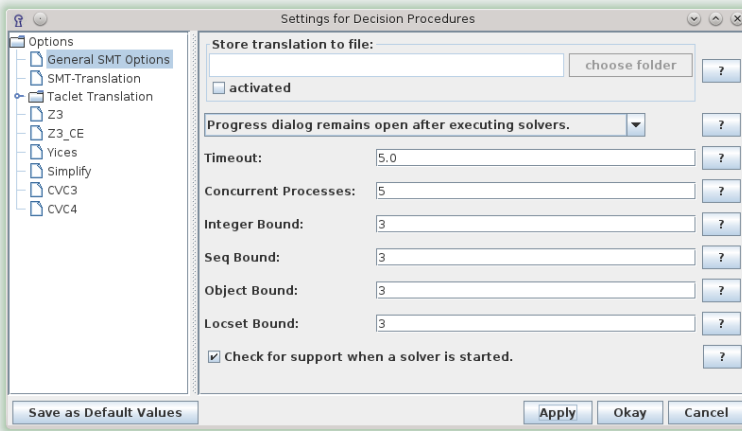 Settings for Decision Procedures
Options
General SMT Options
SMT-Translation
Taclet Translation
Z3
Z3_CE
Yices
Simplify
CVC3
CVC4
Store translation to file:
choose folder
?
activated
Progress dialog remains open after executing solvers.
?
Timeout:
5.0
?
Concurrent Processes:
5
?
Integer Bound:
3
?
Seq Bound:
3
?
Object Bound:
3
?
Locset Bound:
3
?
Check for support when a solver is started.
?
Save as Default Values
Apply
Okay
Cancel